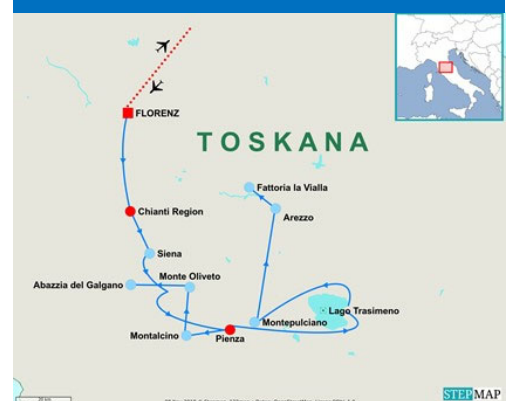 FLORENZ
TOSKANA
Fattoria la Vialla
Chianti Region
Arezzo
Siena
Abazzia del Galgano
Monte Oliveto
Lago Trasimeno
Montepulciano
Montalcino
Pienza
STEPMAP